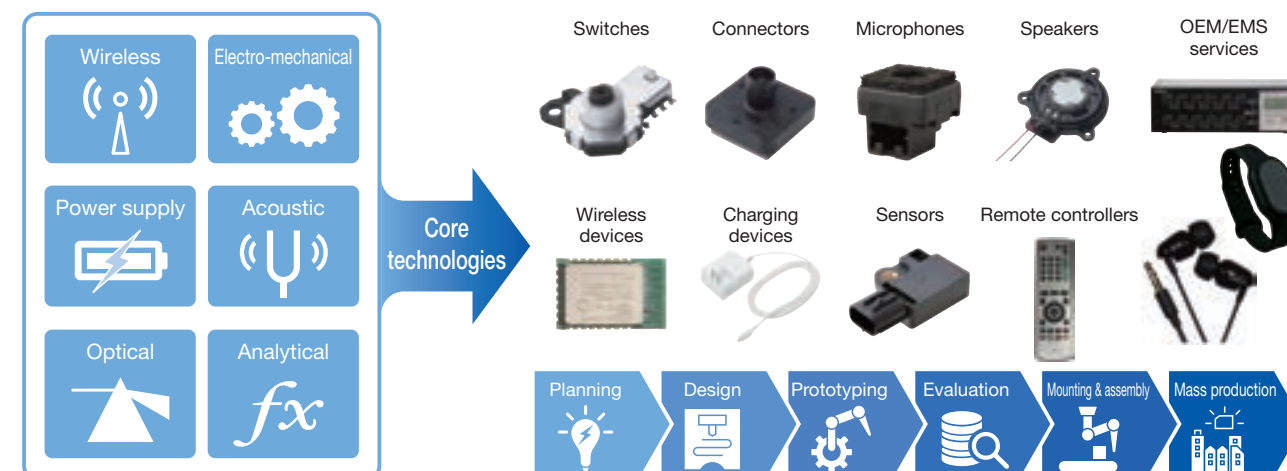 Wireless
Electro-mechanical
Power supply
Acoustic
Optical
Analytical
fx
Core
technologies
Switches
Connectors
Microphones
Speakers
OEM/EMS
services
Wireless
devices
Charging
devices
Sensors
Remote controllers
Planning
Design
Prototyping
Evaluation
Mounting & assembly
Mass production